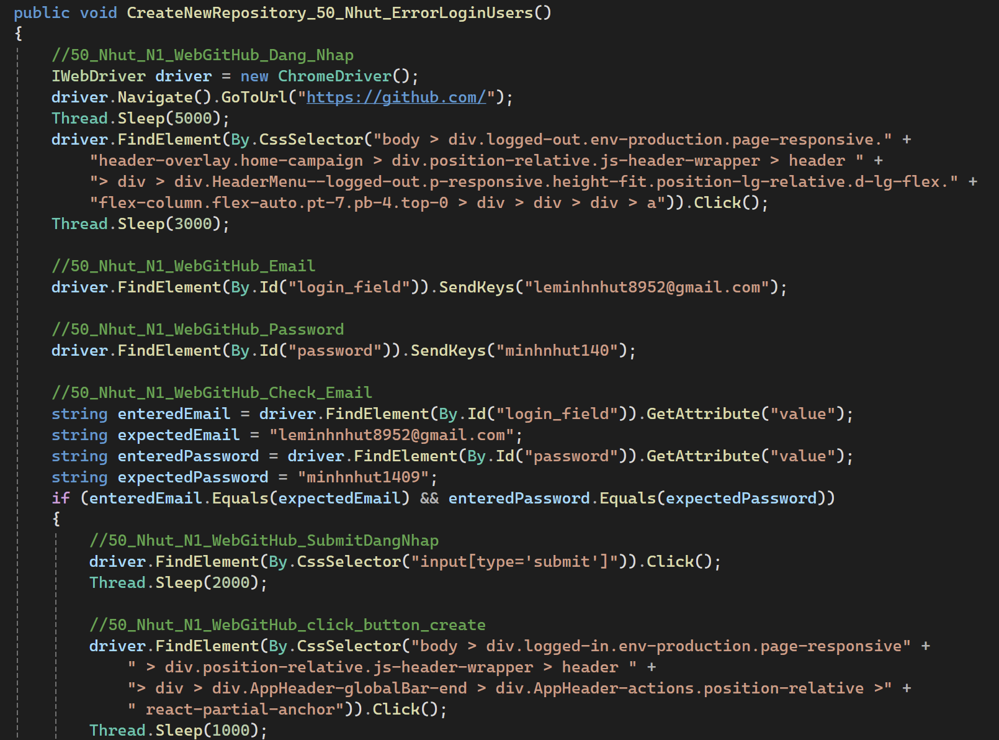 public void CreateNewRepository_50_Nhut_ErrorLoginUsers()
{
//50_Nhut_N1_WebGitHub_Dang_Nhap
IWebDriver driver = new ChromeDriver();
driver.Navigate().GoToUrl("https://github.com/");
Thread.Sleep(5000);
driver.FindElement(By.CssSelector("body > div.logged-out.env-production.page-responsive." +
"header-overlay.home-campaign > div.position-relative.js-header-wrapper > header " +
"> div > div.HeaderMenu--logged-out.p-responsive.height-fit.position-lg-relative.d-lg-flex." +
"flex-column.flex-auto.pt-7.pb-4.top-0 > div > div > div > a")).Click();
Thread.Sleep(3000);
//50_Nhut_N1_WebGitHub_Email
driver.FindElement(By.Id("login_field")).SendKeys("leminhnhut8952@gmail.com");
//50_Nhut_N1_WebGitHub_Password
driver.FindElement(By.Id("password")).SendKeys("minhnhut140");
//50_Nhut_N1_WebGitHub_Check_Email
string enteredEmail = driver.FindElement(By.Id("login_field")).GetAttribute("value");
string expectedEmail = "leminhnhut8952@gmail.com";
string enteredPassword = driver.FindElement(By.Id("password")).GetAttribute("value");
string expectedPassword = "minhnhut1409";
if (enteredEmail.Equals(expectedEmail) && enteredPassword.Equals(expectedPassword))
{
//50_Nhut_N1_WebGitHub_SubmitDangNhap
driver.FindElement(By.CssSelector("input[type='submit']")).Click();
Thread.Sleep(2000);
//50_Nhut_N1_WebGitHub_click_button_create
driver.FindElement(By.CssSelector("body > div.logged-in.env-production.page-responsive" +
" > div.position-relative.js-header-wrapper > header " +
"> div > div.AppHeader-globalBar-end > div.AppHeader-actions.position-relative >" +
" react-partial-anchor")).Click();
Thread.Sleep(1000);